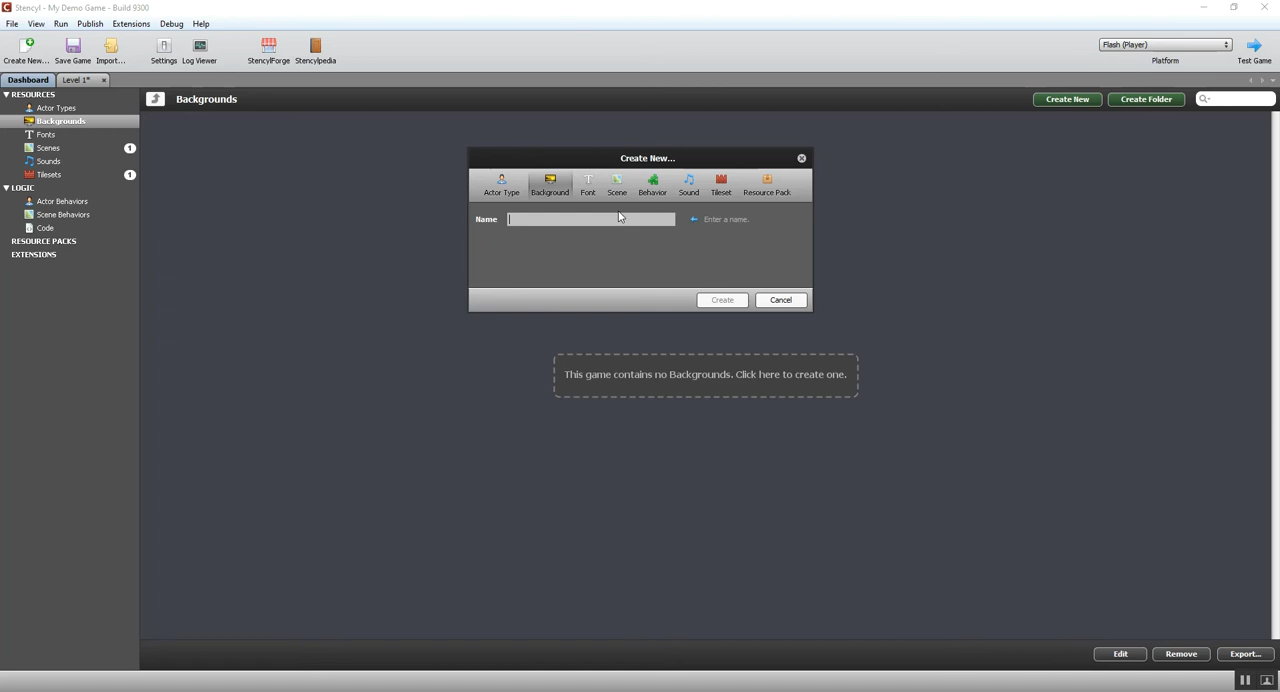 Stencyl - My Demo Game - Build 9300
File View Run Publish Extensions Debug Help
Create New... Save Game Import... Settings Log Viewer StencylForge Stencylpedia
Flash (Player)
Platform Test Game
Dashboard Level 1*
RESOURCES
Actor Types
Backgrounds
Fonts
Scenes 1
Sounds
Tilesets 1
LOGIC
Actor Behaviors
Scene Behaviors
Code
RESOURCE PACKS
EXTENSIONS
Backgrounds
Create New Create Folder
Create New...
Actor Type Background Font Scene Behavior Sound Tileset Resource Pack
Name Enter a name.
Create Cancel
This game contains no Backgrounds. Click here to create one.
Edit Remove Export...